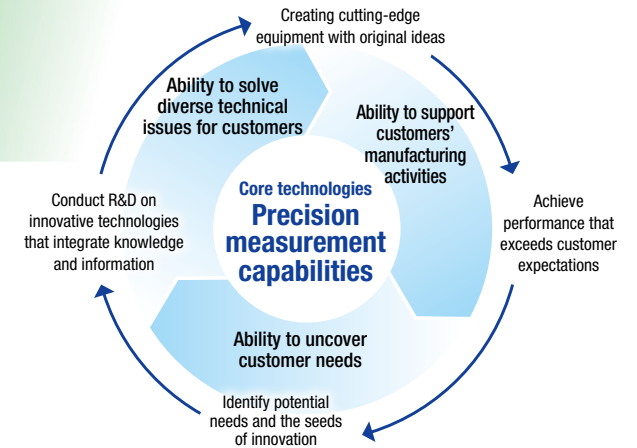 Creating cutting-edge
equipment with original ideas
Ability to solve
diverse technical
issues for customers
Ability to support
customers'
manufacturing
activities
Conduct R&D on
innovative technologies
that integrate knowledge
and information
Core technologies
Precision
measurement
capabilities
Achieve
performance that
exceeds customer
expectations
Ability to uncover
customer needs
Identify potential
needs and the seeds
of innovation